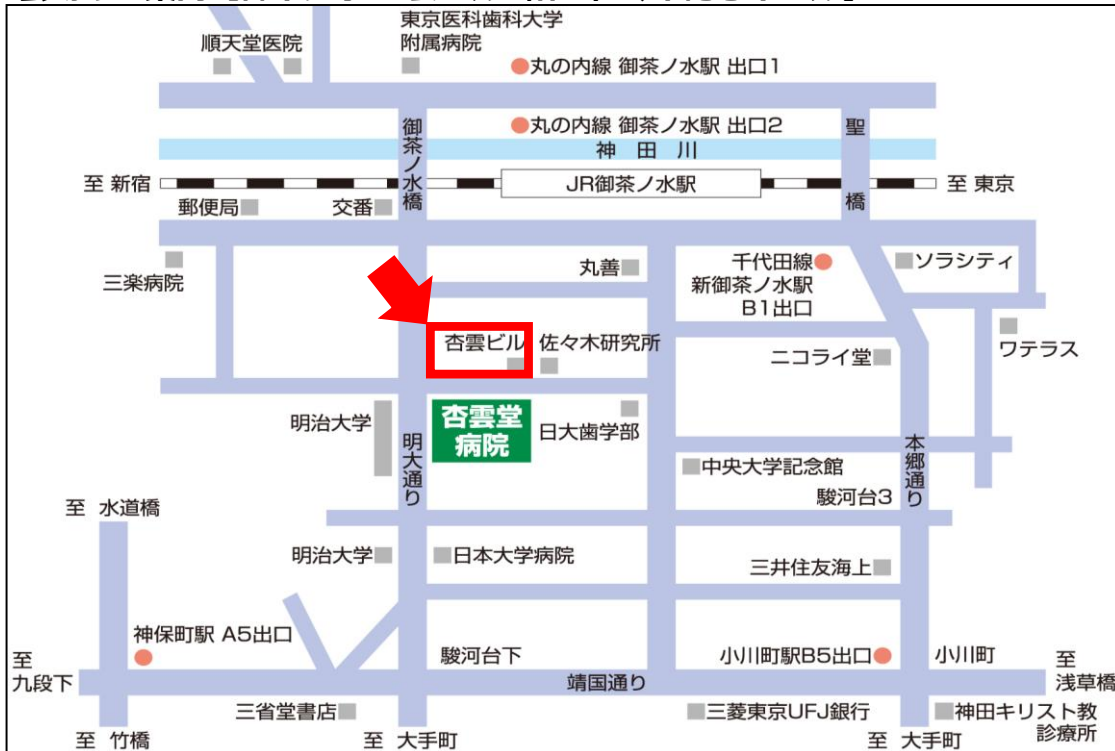 東京医科歯科大学
附属病院
順天堂医院
丸の内線 御茶ノ水駅 出口1
御茶ノ水橋
丸の内線 御茶ノ水駅 出口2
聖橋
神田川
至 新宿
JR御茶ノ水駅
至 東京
郵便局
交番
三楽病院
丸善
千代田線
新御茶ノ水駅
B1出口
ソラシティ
杏雲ビル
佐々木研究所
ニコライ堂
ワテラス
明治大学
杏雲堂
病院
日大歯学部
明大通り
本郷通り
中央大学記念館
駿河台3
至 水道橋
明治大学
日本大学病院
三井住友海上
神保町駅 A5出口
駿河台下
小川町駅B5出口
小川町
至
九段下
靖国通り
至
浅草橋
三省堂書店
三菱東京UFJ銀行
神田キリスト教
診療所
至 竹橋
至 大手町
至 大手町